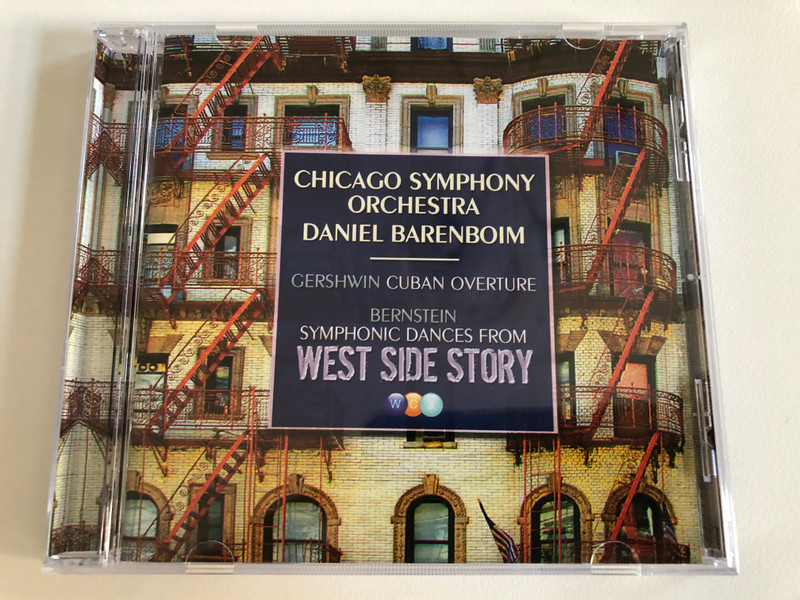 CHICAGO SYMPHONY
ORCHESTRA
DANIEL BARENBOIM
GERSHWIN CUBAN OVERTURE
BERNSTEIN
SYMPHONIC DANCES FROM
WEST SIDE STORY
W C J